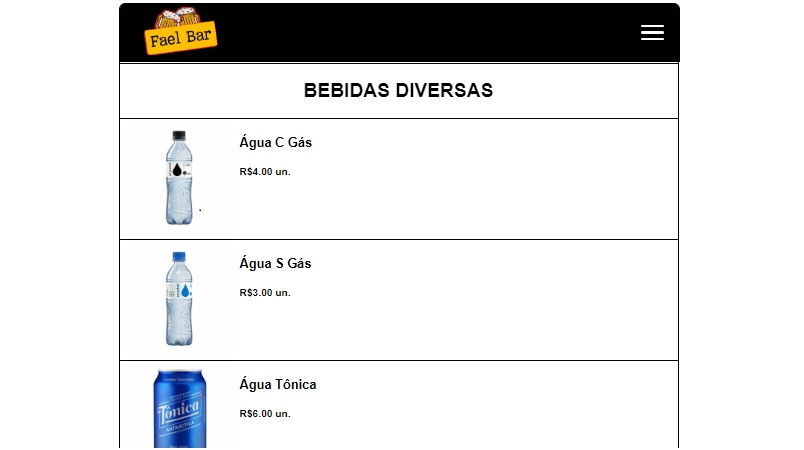 Fael Bar
BEBIDAS DIVERSAS
Água C Gás
R$4.00 un.
Água S Gás
R$3.00 un.
Água Tônica
R$6.00 un.
Tônica
ANTARCTICA